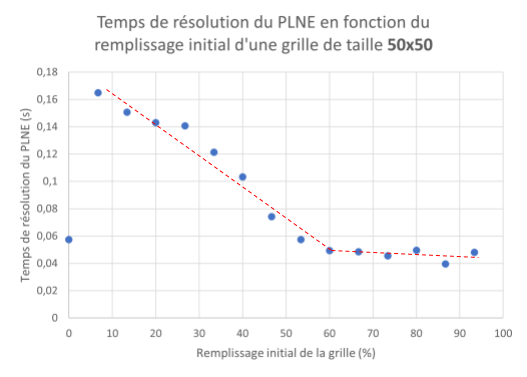 Temps de résolution du PLNE en fonction du
remplissage initial d'une grille de taille 50x50
Temps de résolution du PLNE (s)
0,18
0,16
0,14
0,12
0,1
0,08
0,06
0,04
0,02
0
0 10 20 30 40 50 60 70 80 90 100
Remplissage initial de la grille (%)